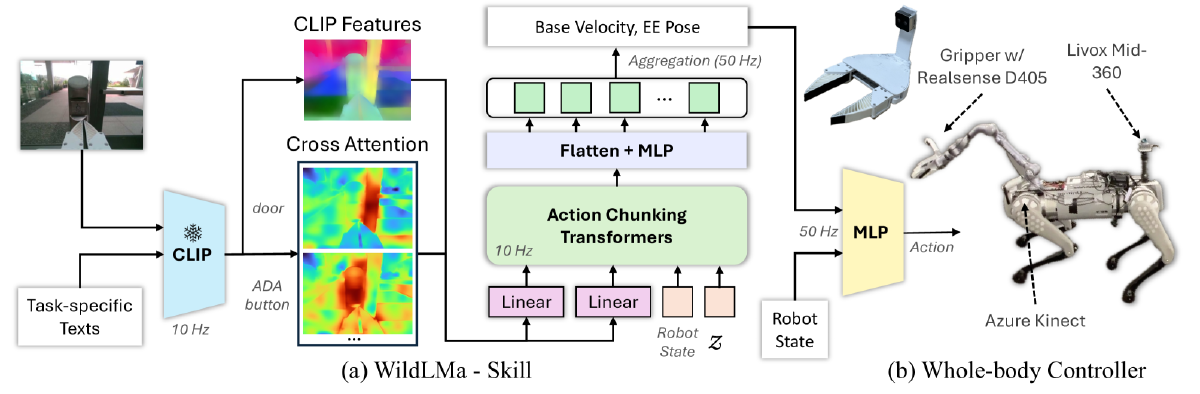 CLIP Features
Cross Attention
door
ADA
button
...
CLIP
10 Hz
Task-specific
Texts
Base Velocity, EE Pose
Aggregation (50 Hz)
...
Flatten + MLP
Action Chunking
Transformers
10 Hz
Linear
Linear
Robot
State
z
(a) WildLMa - Skill
Gripper w/
Realsense D405
Livox Mid-
360
50 Hz
MLP
Action
Robot
State
Azure Kinect
(b) Whole-body Controller